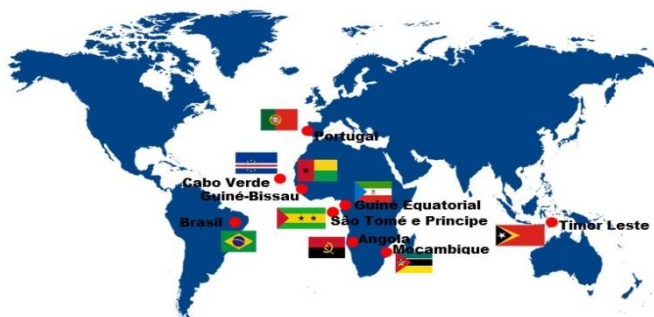 Portugal
Cabo Verde
Guiné-Bissau
Guiné Equatorial
São Tomé e Principe
Brasil
Timor Leste
Angola
Moçambique